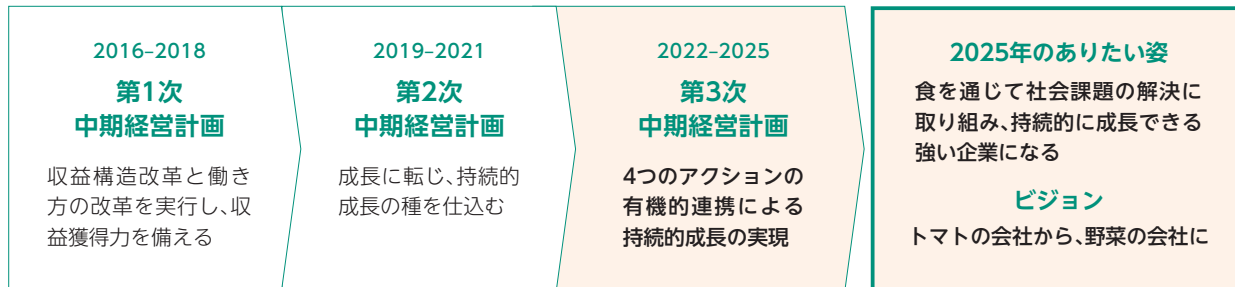 2016–2018
第1次
中期経営計画
収益構造改革と働き
方の改革を実行し、収
益獲得力を備える
2019–2021
第2次
中期経営計画
成長に転じ、持続的
成長の種を仕込む
2022–2025
第3次
中期経営計画
4つのアクションの
有機的連携による
持続的成長の実現
2025年のありたい姿
食を通じて社会課題の解決に
取り組み、持続的に成長できる
強い企業になる
ビジョン
トマトの会社から、野菜の会社に